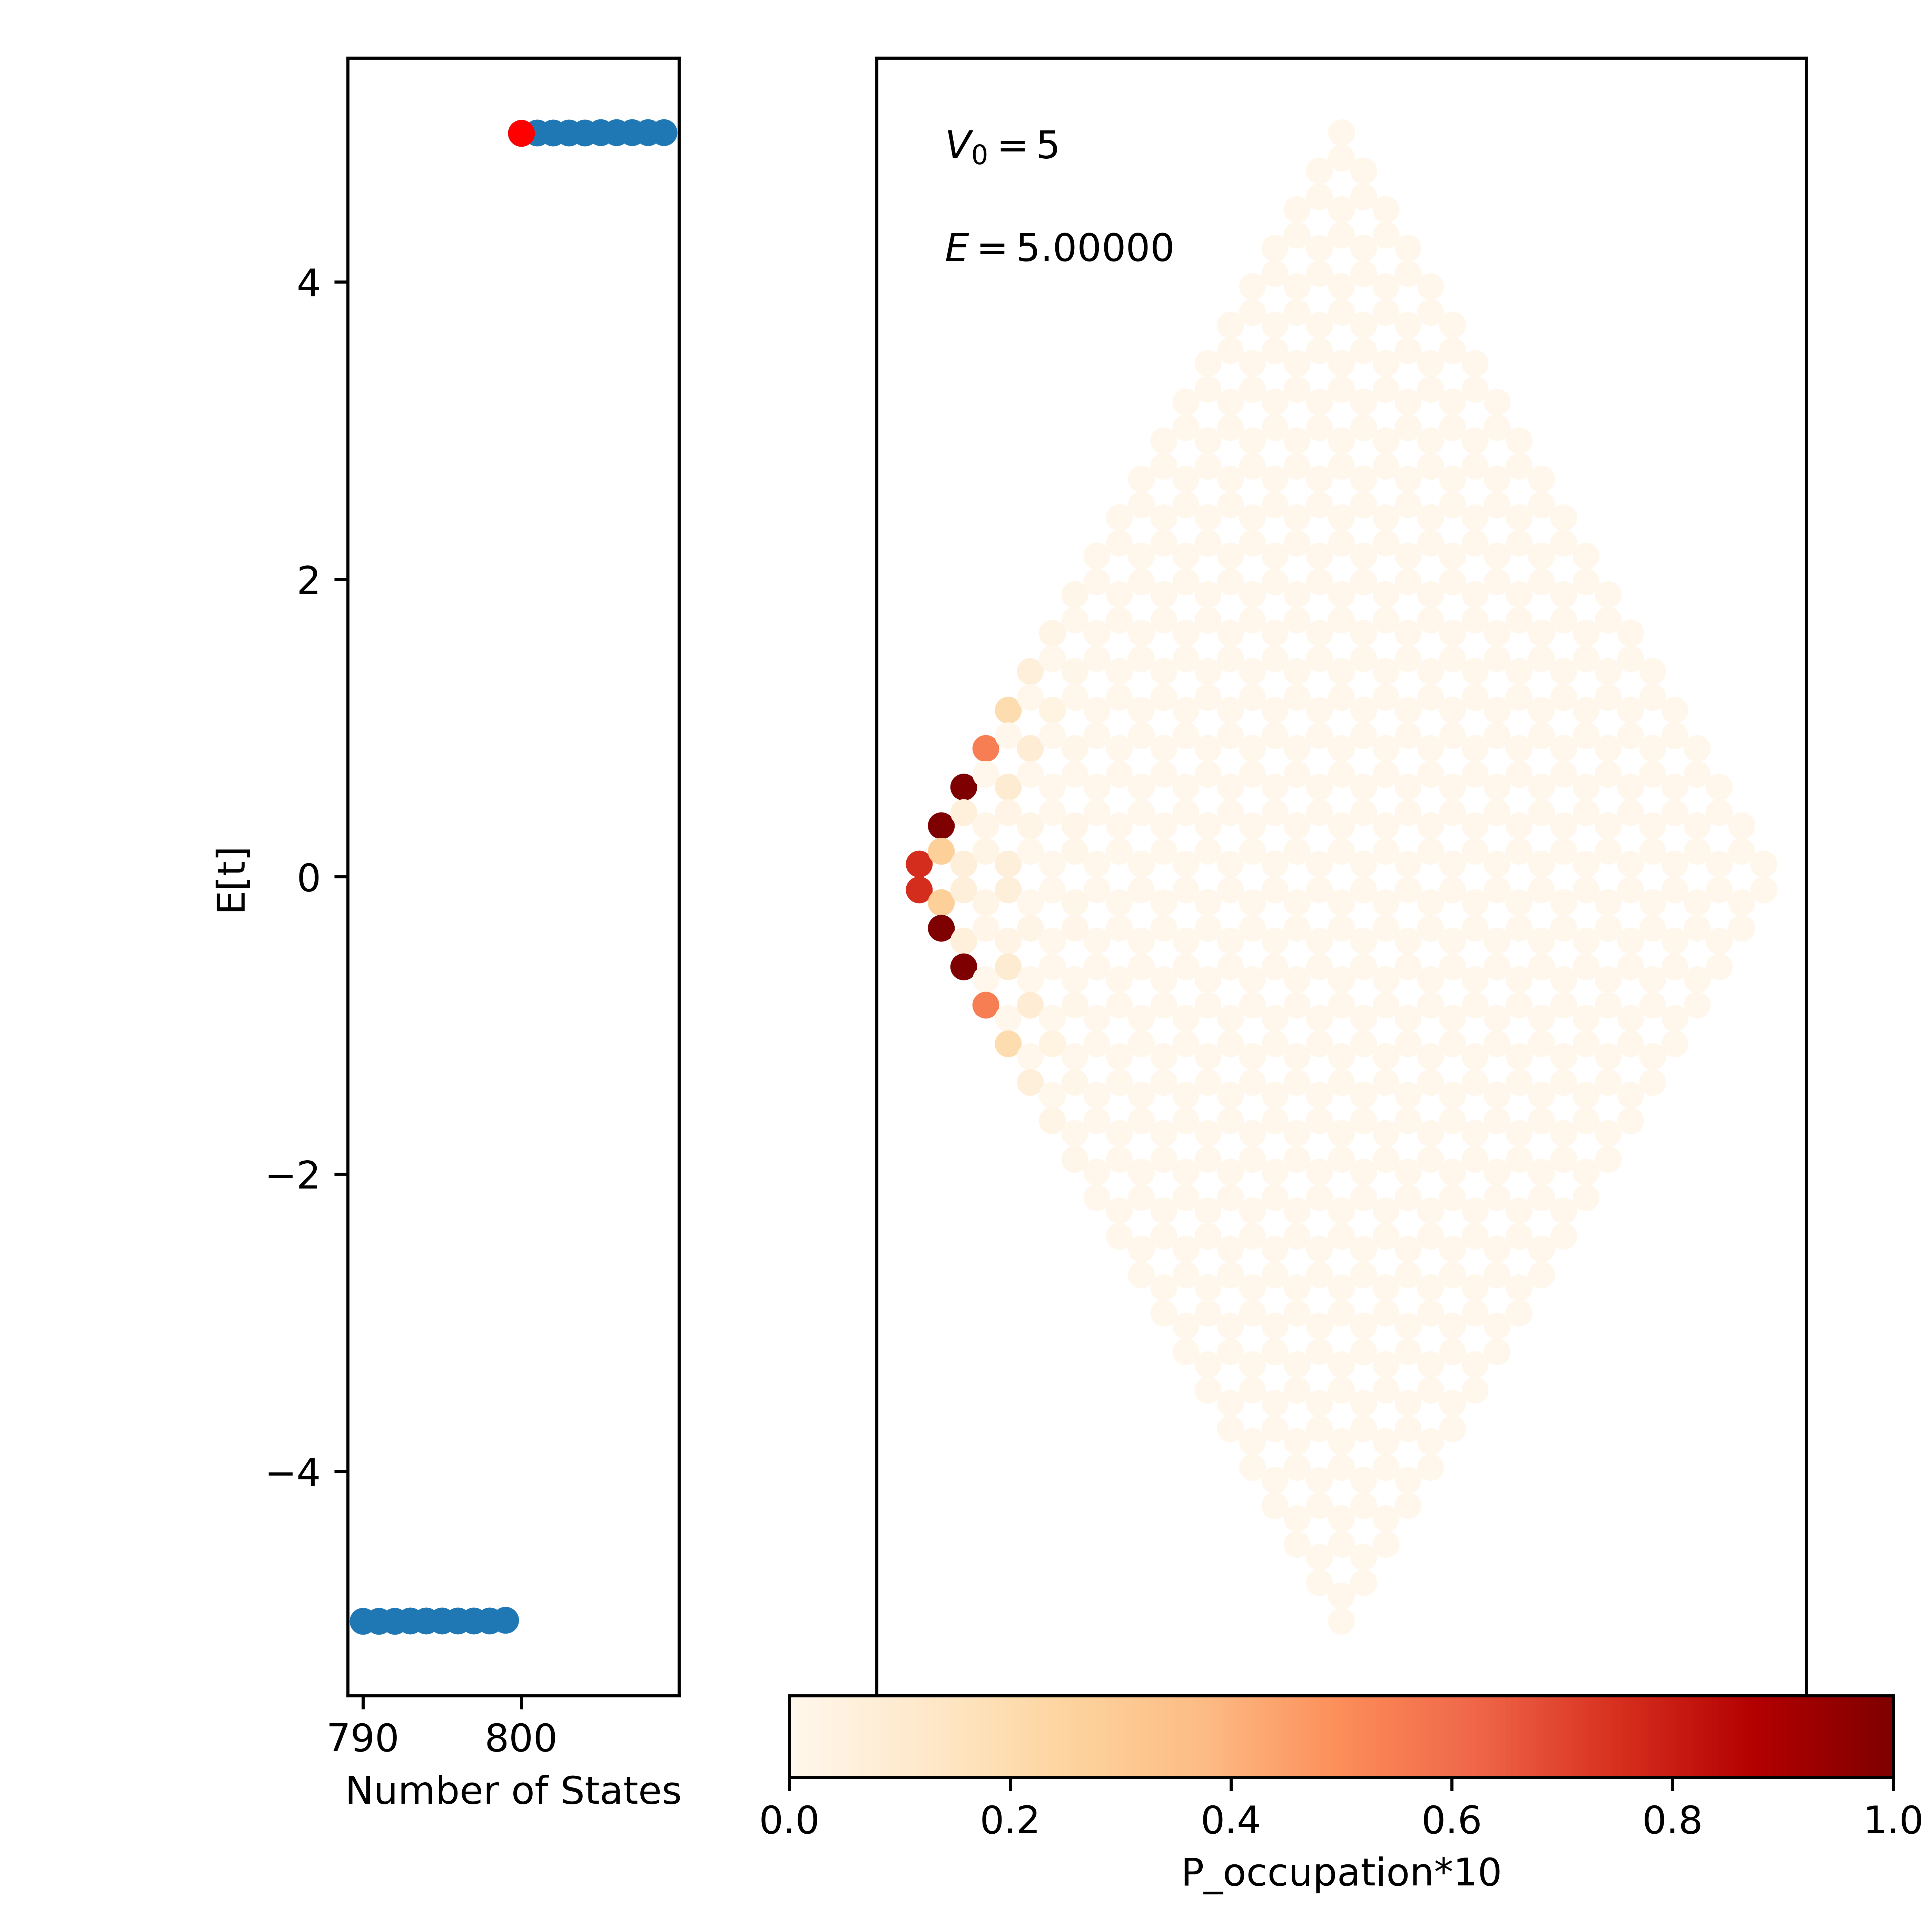 E[t]
4
2
0
−2
−4
790
800
Number of States
V_0 = 5
E = 5.00000
0.0
0.2
0.4
0.6
0.8
1.0
P_occupation*10